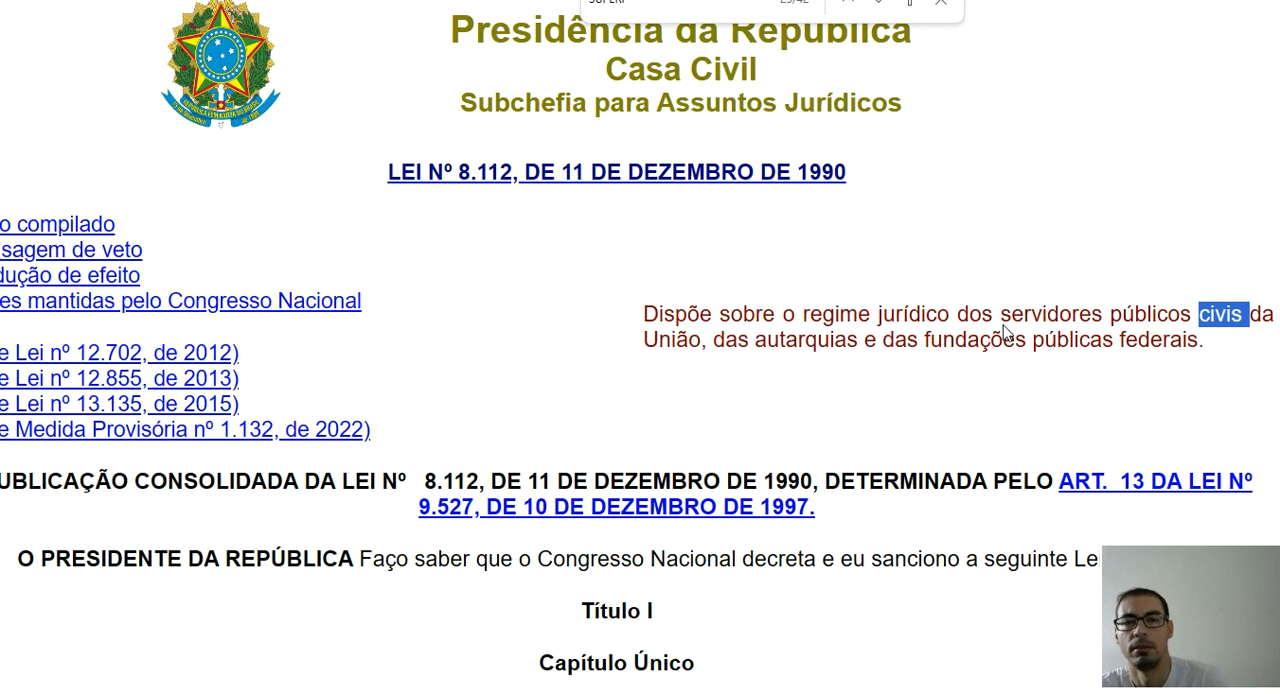 Presidência da República
Casa Civil
Subchefia para Assuntos Jurídicos
LEI Nº 8.112, DE 11 DE DEZEMBRO DE 1990
o compilado
sagem de veto
dução de efeito
es mantidas pelo Congresso Nacional
Dispõe sobre o regime jurídico dos servidores públicos civis da
União, das autarquias e das fundações públicas federais.
e Lei nº 12.702, de 2012)
e Lei nº 12.855, de 2013)
e Lei nº 13.135, de 2015)
e Medida Provisória nº 1.132, de 2022)
UBLICAÇÃO CONSOLIDADA DA LEI Nº 8.112, DE 11 DE DEZEMBRO DE 1990, DETERMINADA PELO ART. 13 DA LEI Nº
9.527, DE 10 DE DEZEMBRO DE 1997.
O PRESIDENTE DA REPÚBLICA Faço saber que o Congresso Nacional decreta e eu sanciono a seguinte Le
Título I
Capítulo Único